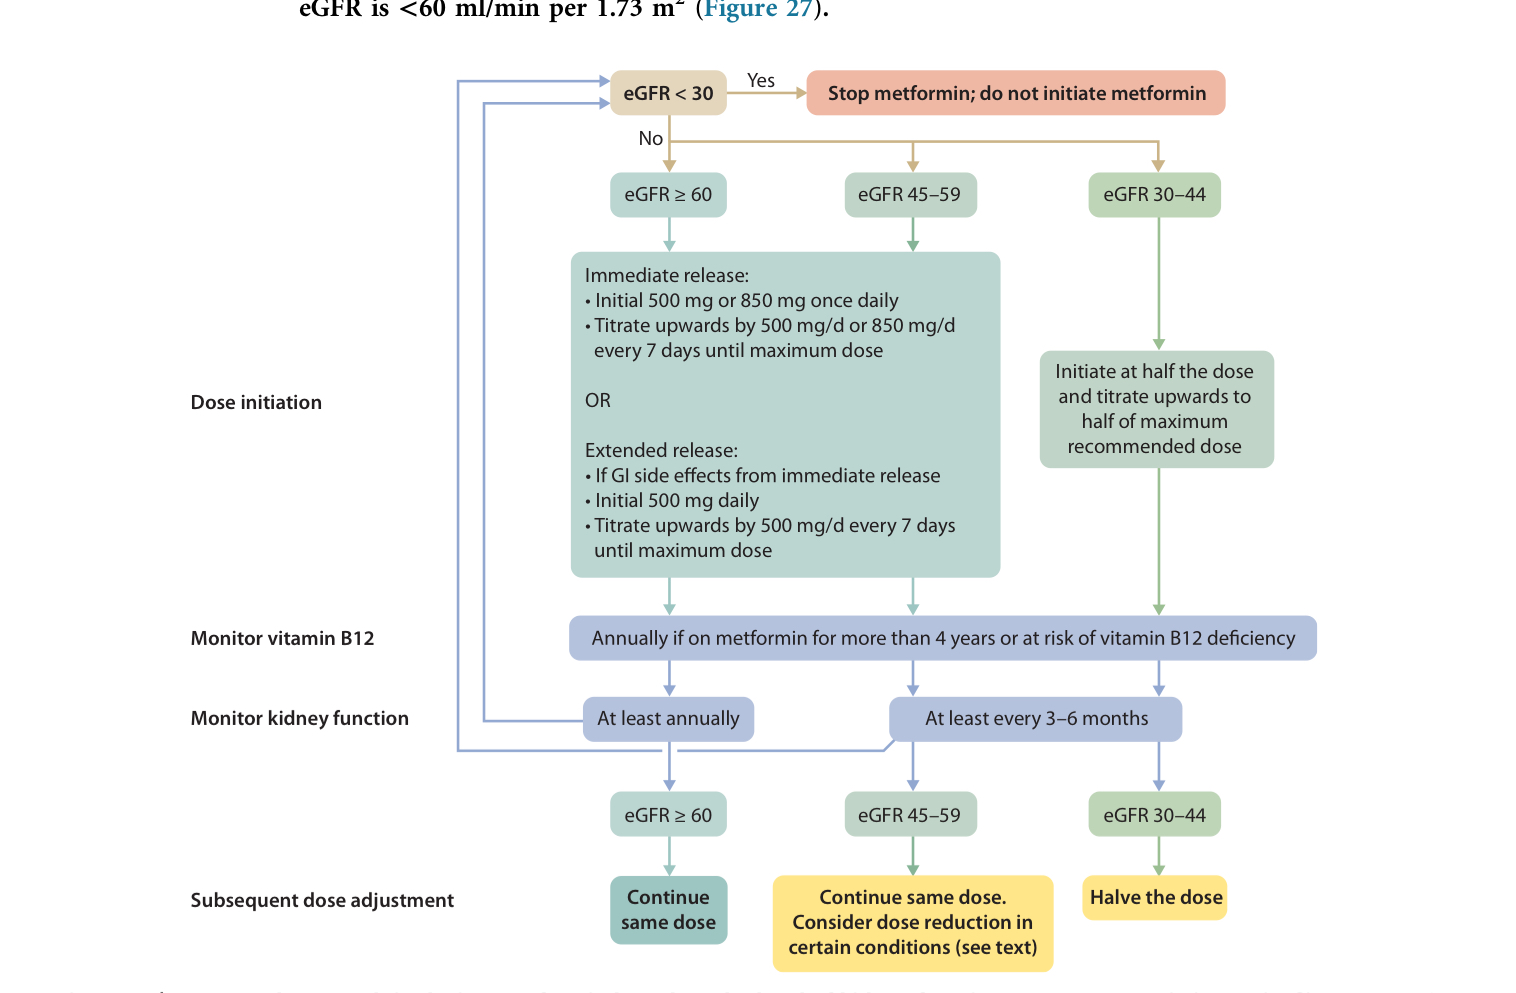 eGFR is <60 ml/min per 1.73 m² (Figure 27).
eGFR < 30
Yes
Stop metformin; do not initiate metformin
No
eGFR ≥ 60
eGFR 45–59
eGFR 30–44
Dose initiation
Immediate release:
• Initial 500 mg or 850 mg once daily
• Titrate upwards by 500 mg/d or 850 mg/d
every 7 days until maximum dose
OR
Extended release:
• If GI side effects from immediate release
• Initial 500 mg daily
• Titrate upwards by 500 mg/d every 7 days
until maximum dose
Initiate at half the dose
and titrate upwards to
half of maximum
recommended dose
Monitor vitamin B12
Annually if on metformin for more than 4 years or at risk of vitamin B12 deficiency
Monitor kidney function
At least annually
At least every 3–6 months
eGFR ≥ 60
eGFR 45–59
eGFR 30–44
Subsequent dose adjustment
Continue
same dose
Continue same dose.
Consider dose reduction in
certain conditions (see text)
Halve the dose